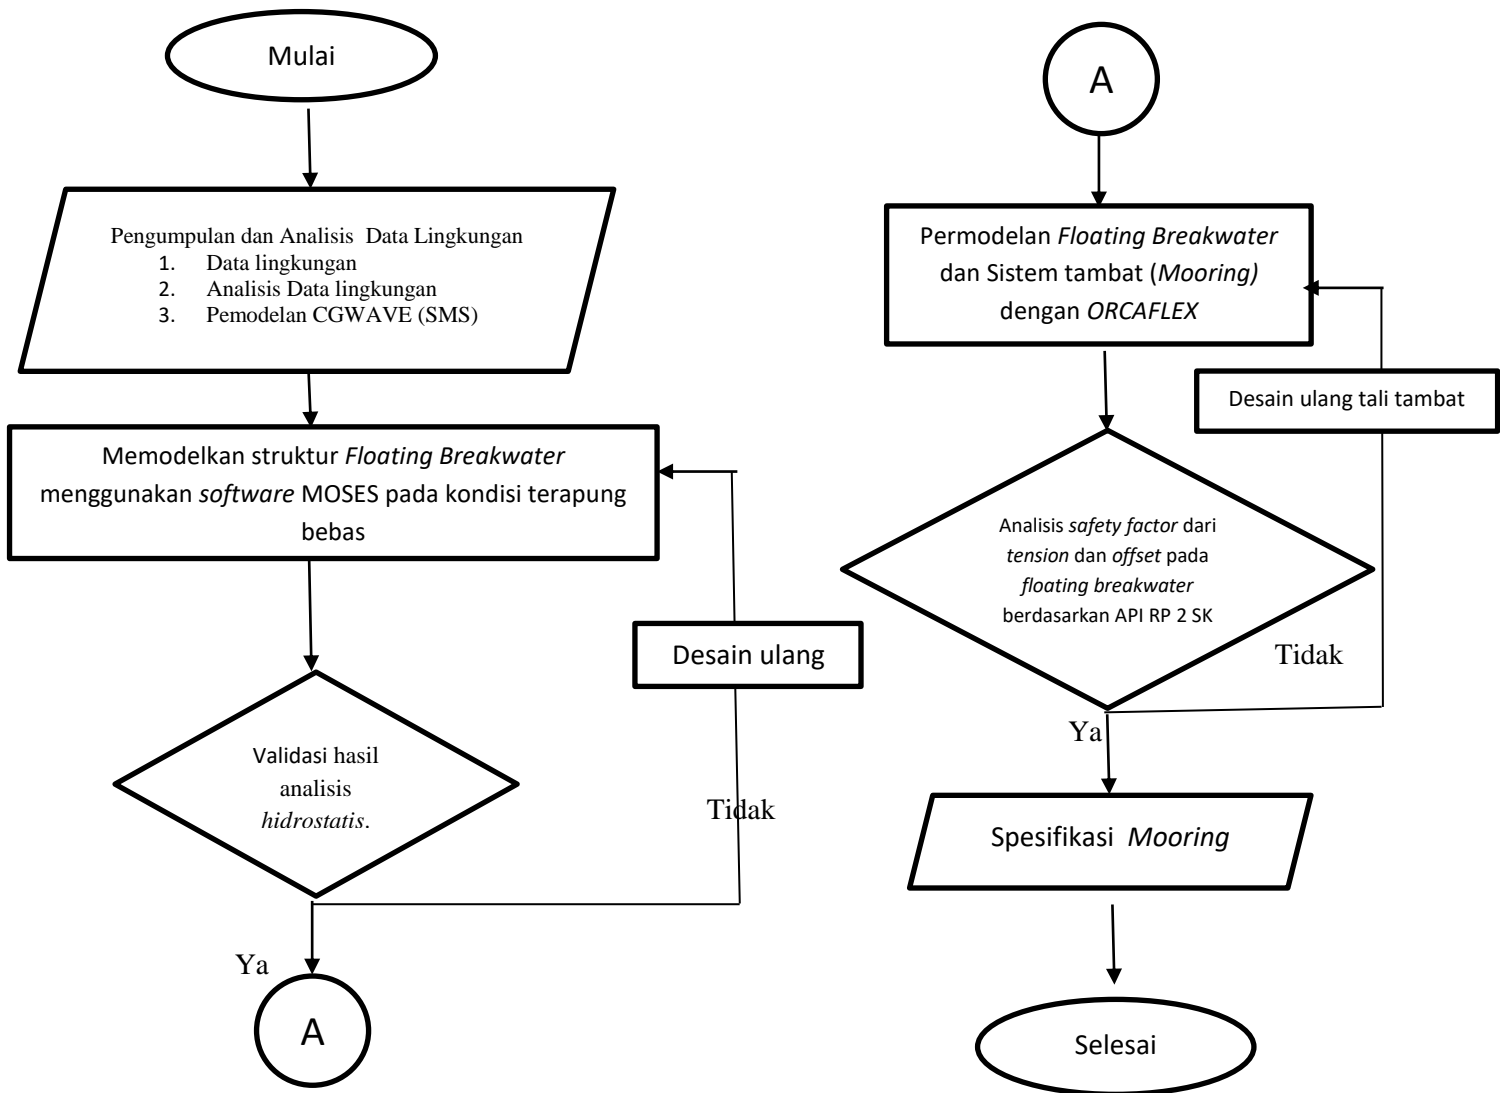 Mulai
Pengumpulan dan Analisis Data Lingkungan
1. Data lingkungan
2. Analisis Data lingkungan
3. Pemodelan CGWAVE (SMS)
Memodelkan struktur Floating Breakwater
menggunakan software MOSES pada kondisi terapung
bebas
Desain ulang
Validasi hasil
analisis
hidrostatis.
Tidak
Ya
A
A
Permodelan Floating Breakwater
dan Sistem tambat (Mooring)
dengan ORCAFLEX
Desain ulang tali tambat
Analisis safety factor dari
tension dan offset pada
floating breakwater
berdasarkan API RP 2 SK
Tidak
Ya
Spesifikasi Mooring
Selesai